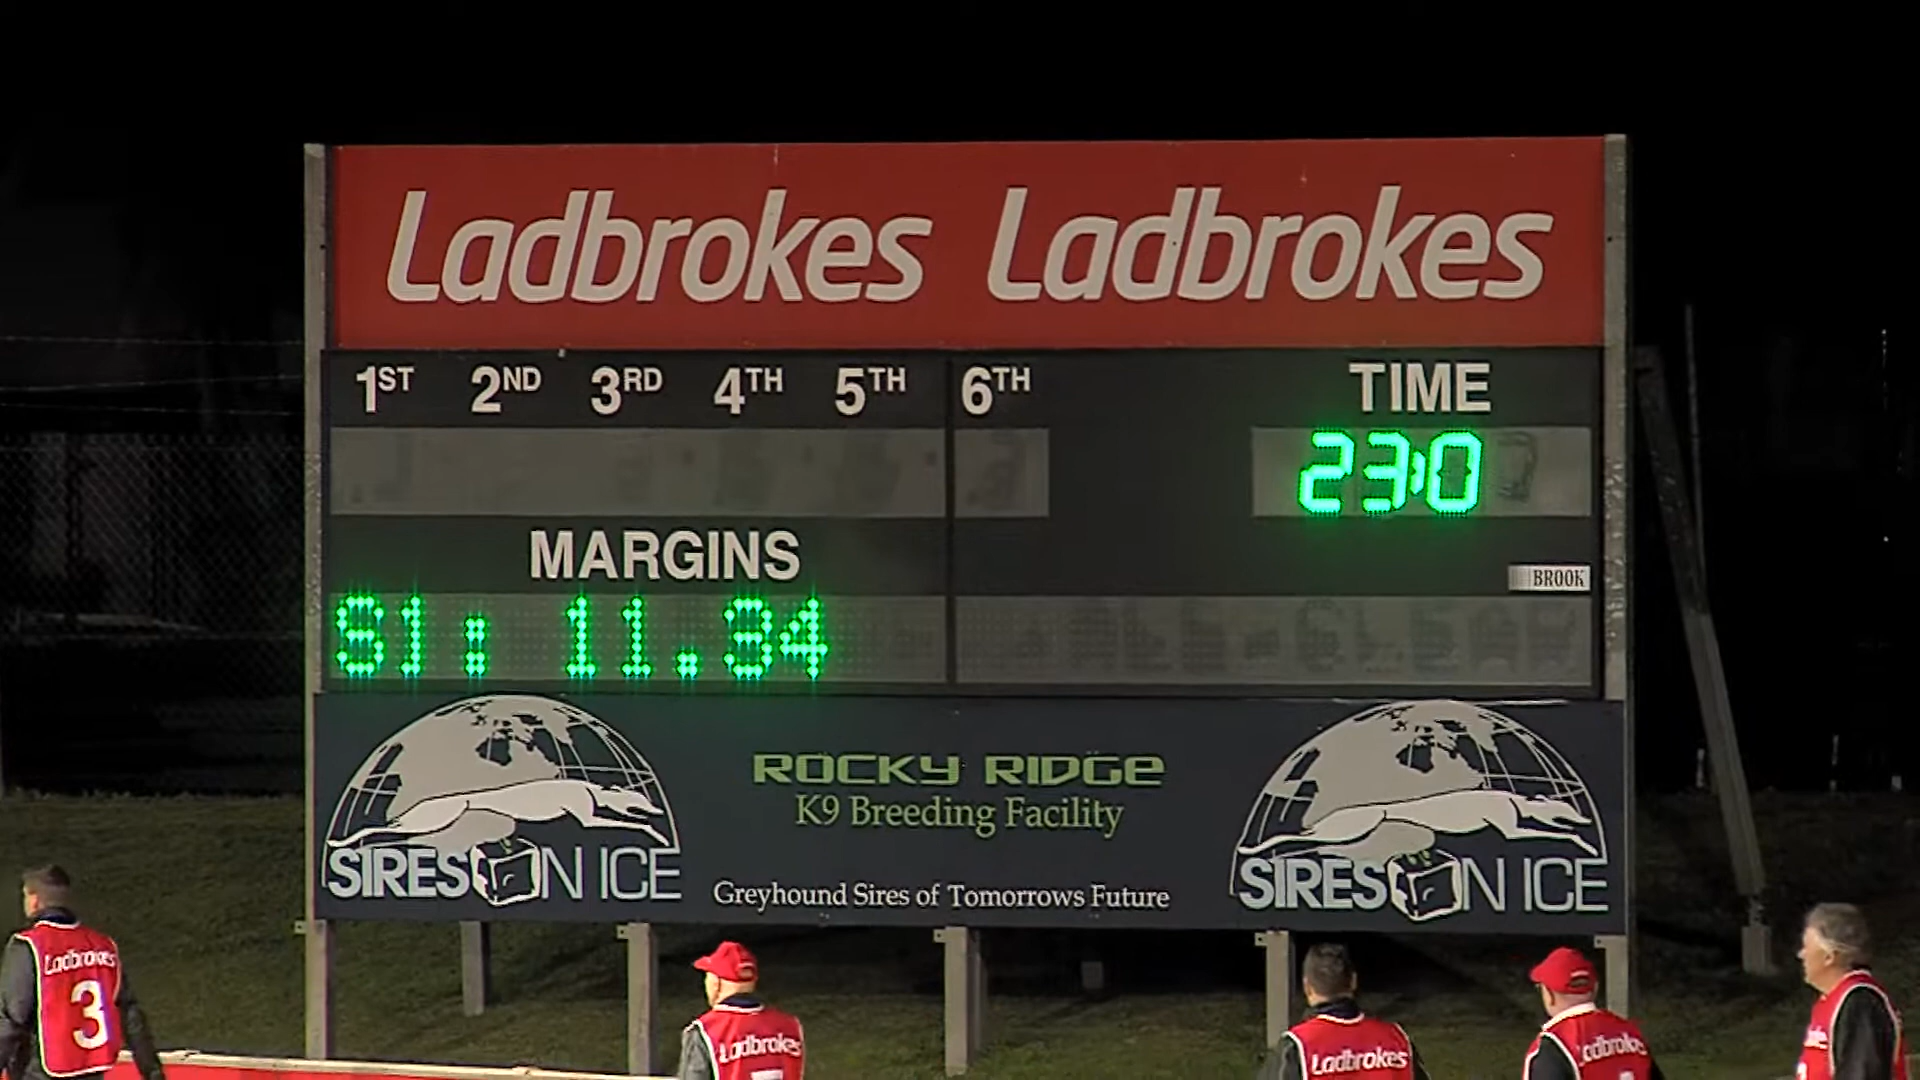 Ladbrokes Ladbrokes
1ST 2ND 3RD 4TH 5TH 6TH TIME
23:0
MARGINS
BROOK
S1: 11.34
ROCKY RIDGE
K9 Breeding Facility
SIRES ON ICE
Greyhound Sires of Tomorrows Future
SIRES ON ICE
Ladbrokes
3
Ladbrokes
Ladbrokes
Ladbrokes